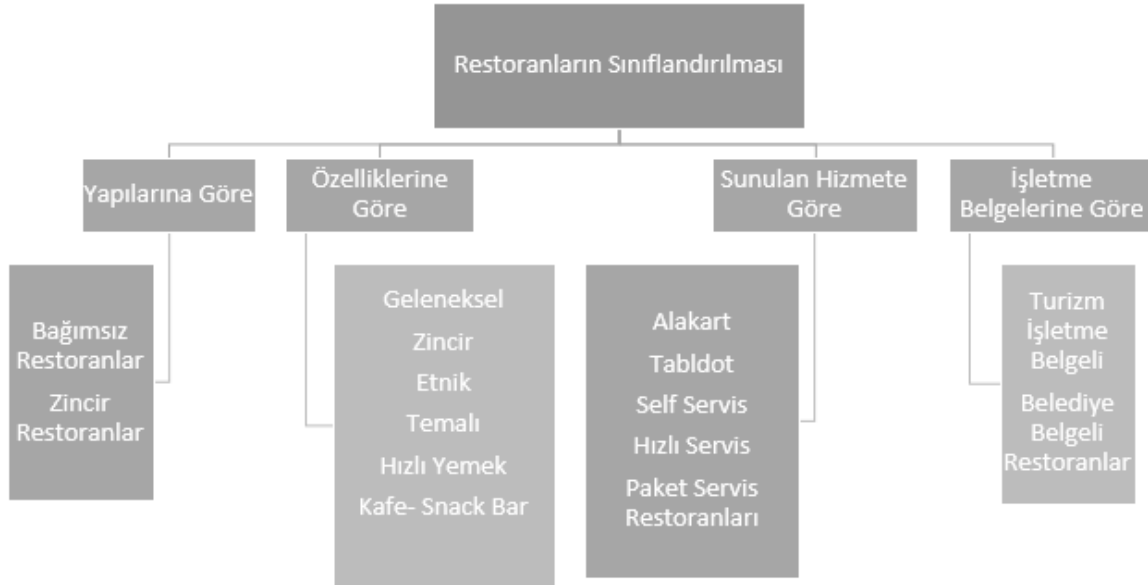 Restoranların Sınıflandırılması
Yapılarına Göre
Özelliklerine
Göre
Sunulan Hizmete
Göre
İşletme
Belgelerine Göre
Bağımsız
Restoranlar
Zincir
Restoranlar
Geleneksel
Zincir
Etnik
Temalı
Hızlı Yemek
Kafe- Snack Bar
Alakart
Tabldot
Self Servis
Hızlı Servis
Paket Servis
Restoranları
Turizm
İşletme
Belgeli
Belediye
Belgeli
Restoranlar